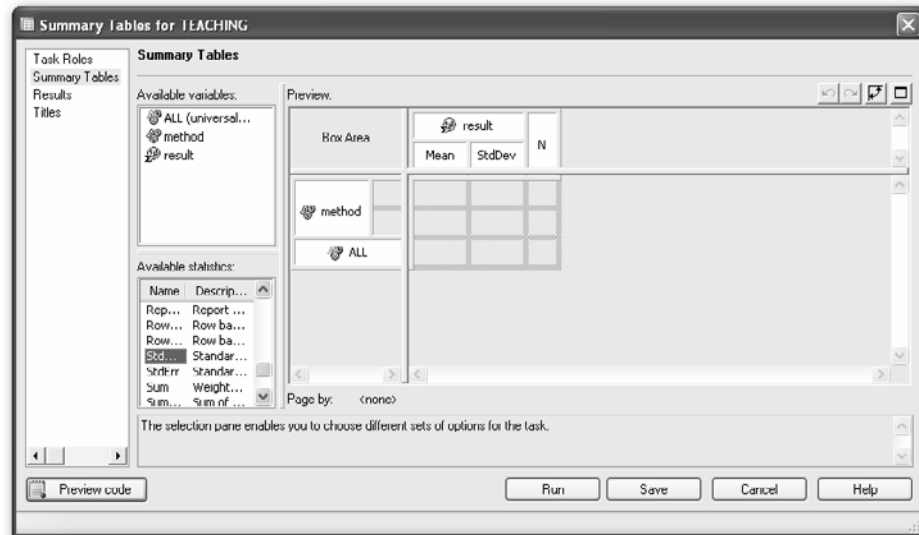 Summary Tables for TEACHING
Task Roles
Summary Tables
Results
Titles
Summary Tables
Available variables:
ALL (universal...
method
result
Available statistics:
Name Descrip...
Rep... Report ...
Row... Row ba...
Row... Row ba...
Std... Standar...
StdErr Standar...
Sum Weight...
Sum... Sum of ...
Preview:
Box Area
result
Mean StdDev N
method
ALL
Page by: <none>
The selection pane enables you to choose different sets of options for the task.
Preview code
Run Save Cancel Help